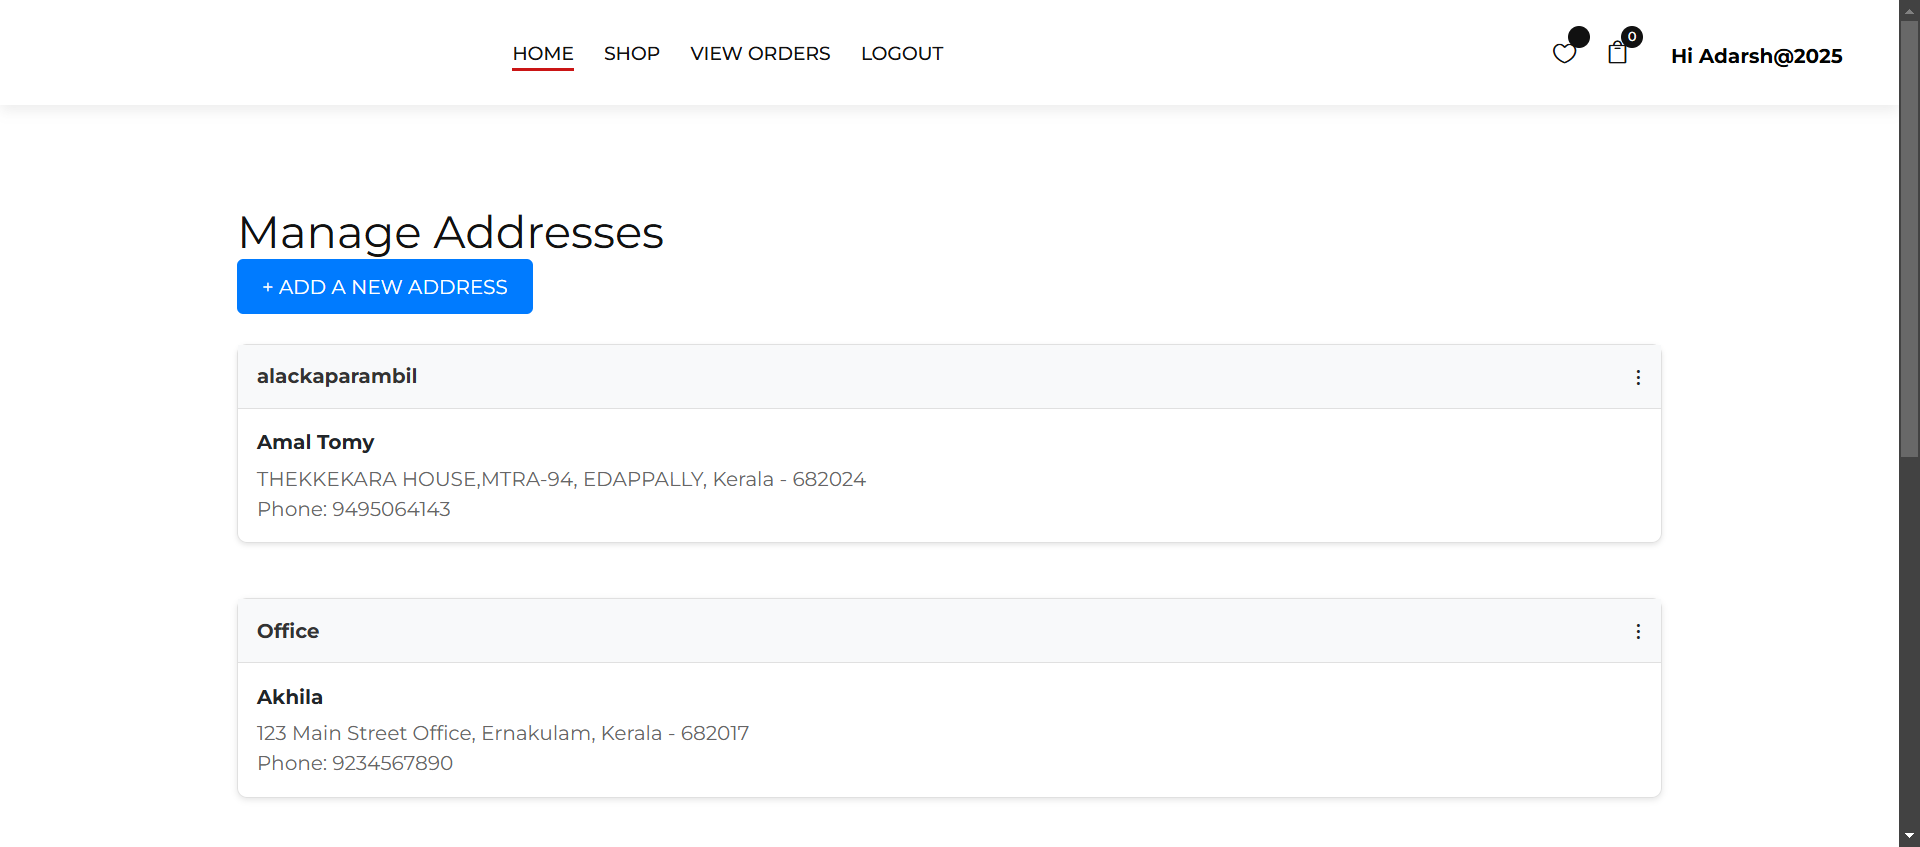 HOME SHOP VIEW ORDERS LOGOUT 0 Hi Adarsh@2025
Manage Addresses
+ ADD A NEW ADDRESS
alackaparambil
Amal Tomy
THEKKEKARA HOUSE,MTRA-94, EDAPPALLY, Kerala - 682024
Phone: 9495064143
Office
Akhila
123 Main Street Office, Ernakulam, Kerala - 682017
Phone: 9234567890